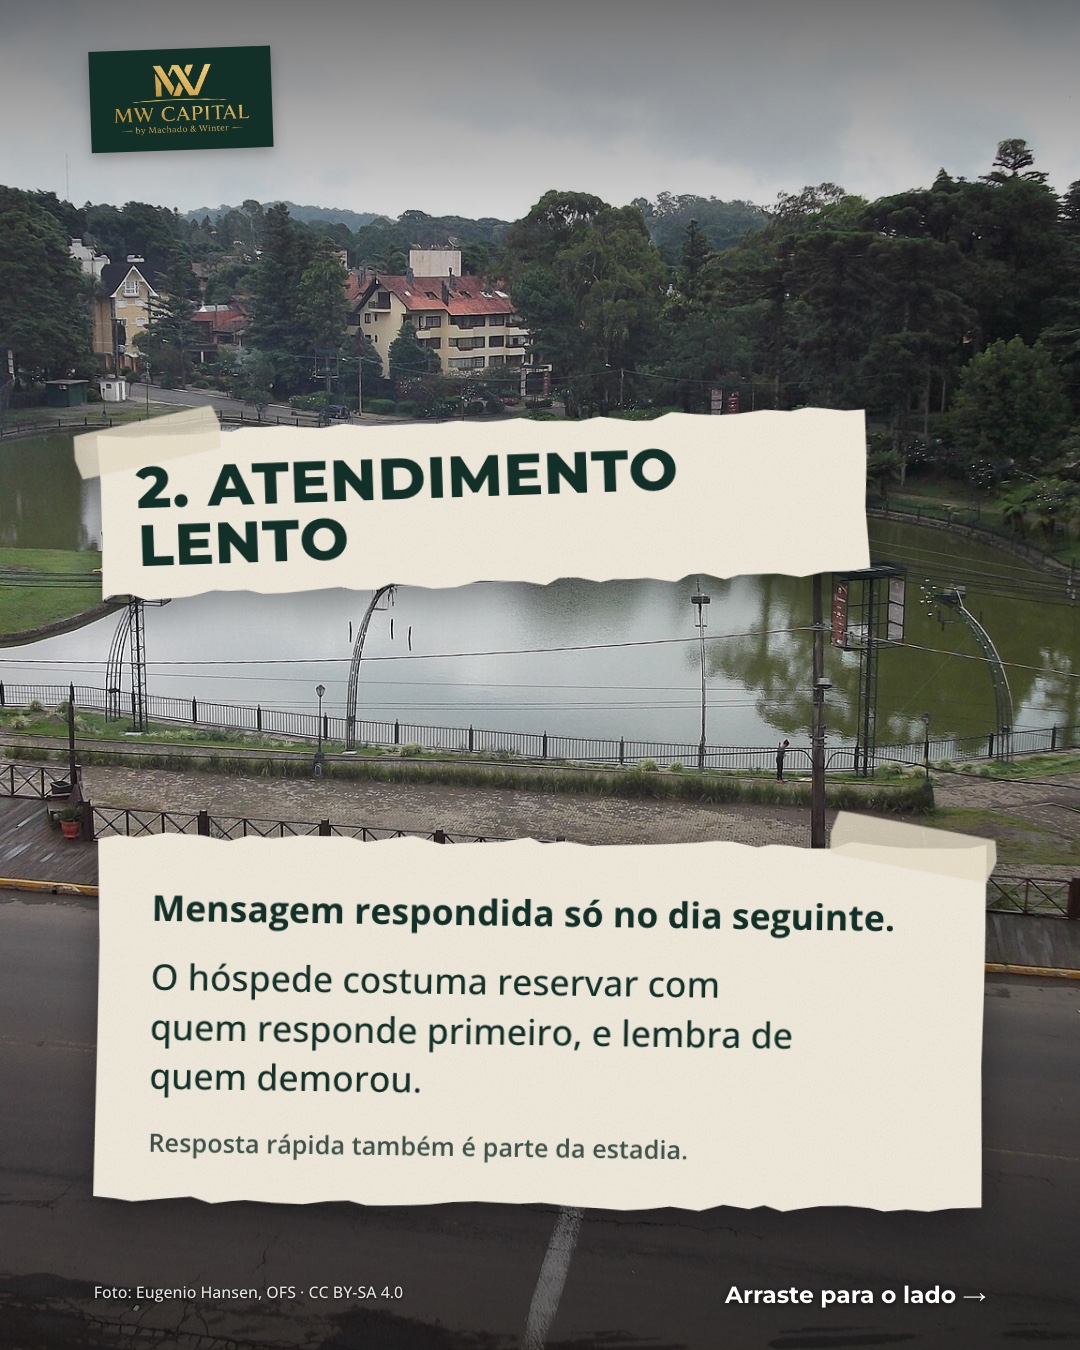 MW CAPITAL
by Machado & Winter
2. ATENDIMENTO
LENTO
Mensagem respondida só no dia seguinte.
O hóspede costuma reservar com
quem responde primeiro, e lembra de
quem demorou.
Resposta rápida também é parte da estadia.
Foto: Eugenio Hansen, OFS · CC BY-SA 4.0
Arraste para o lado →